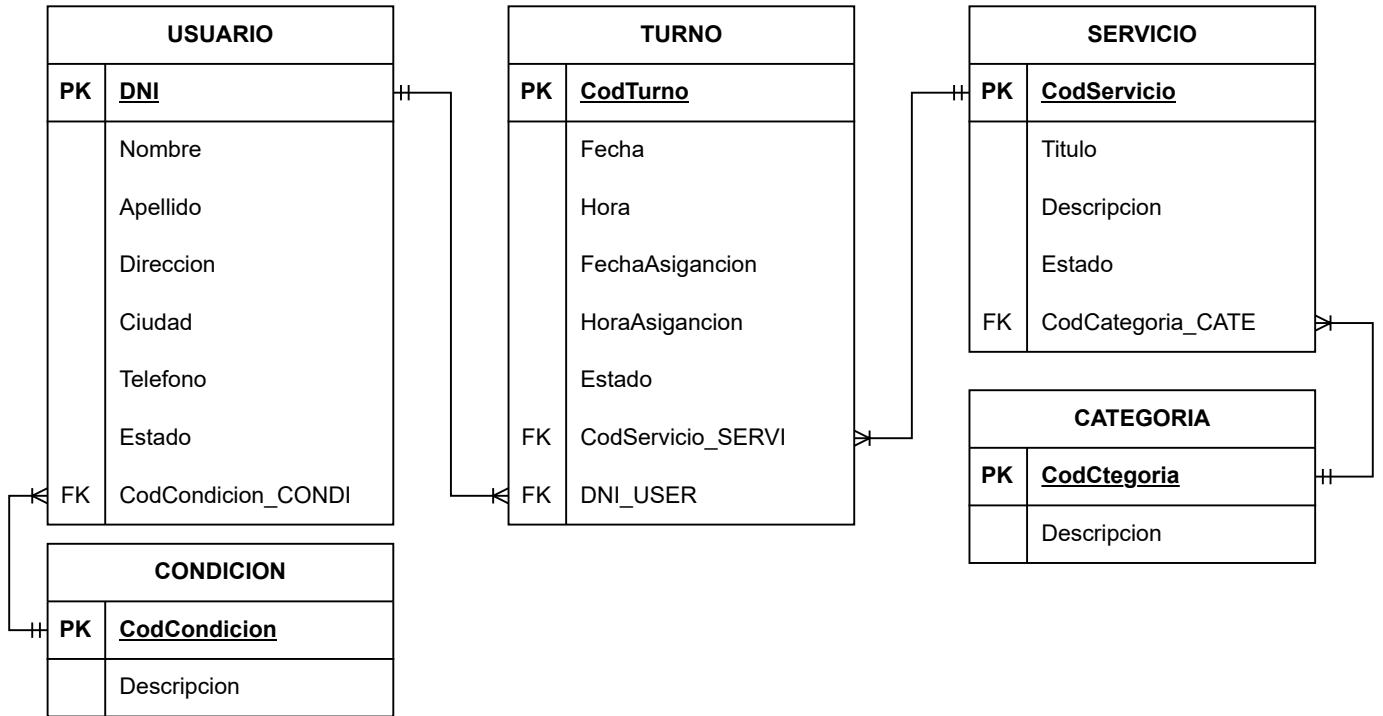 USUARIO
PK DNI
Nombre
Apellido
Direccion
Ciudad
Telefono
Estado
FK CodCondicion_CONDI
CONDICION
PK CodCondicion
Descripcion
TURNO
PK CodTurno
Fecha
Hora
FechaAsigancion
HoraAsigancion
Estado
FK CodServicio_SERVI
FK DNI_USER
SERVICIO
PK CodServicio
Titulo
Descripcion
Estado
FK CodCategoria_CATE
CATEGORIA
PK CodCtegoria
Descripcion